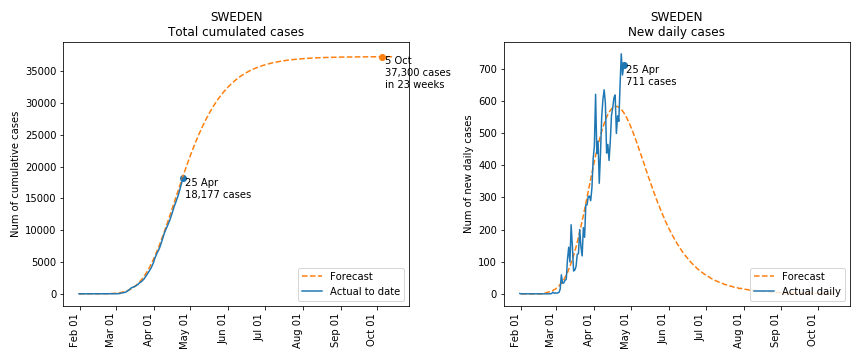 SWEDEN
Total cumulated cases
Num of cumulative cases
35000
30000
25000
20000
15000
10000
5000
0
5 Oct
37,300 cases
in 23 weeks
25 Apr
18,177 cases
Forecast
Actual to date
Feb 01
Mar 01
Apr 01
May 01
Jun 01
Jul 01
Aug 01
Sep 01
Oct 01
SWEDEN
New daily cases
Num of new daily cases
700
600
500
400
300
200
100
0
25 Apr
711 cases
Forecast
Actual daily
Feb 01
Mar 01
Apr 01
May 01
Jun 01
Jul 01
Aug 01
Sep 01
Oct 01